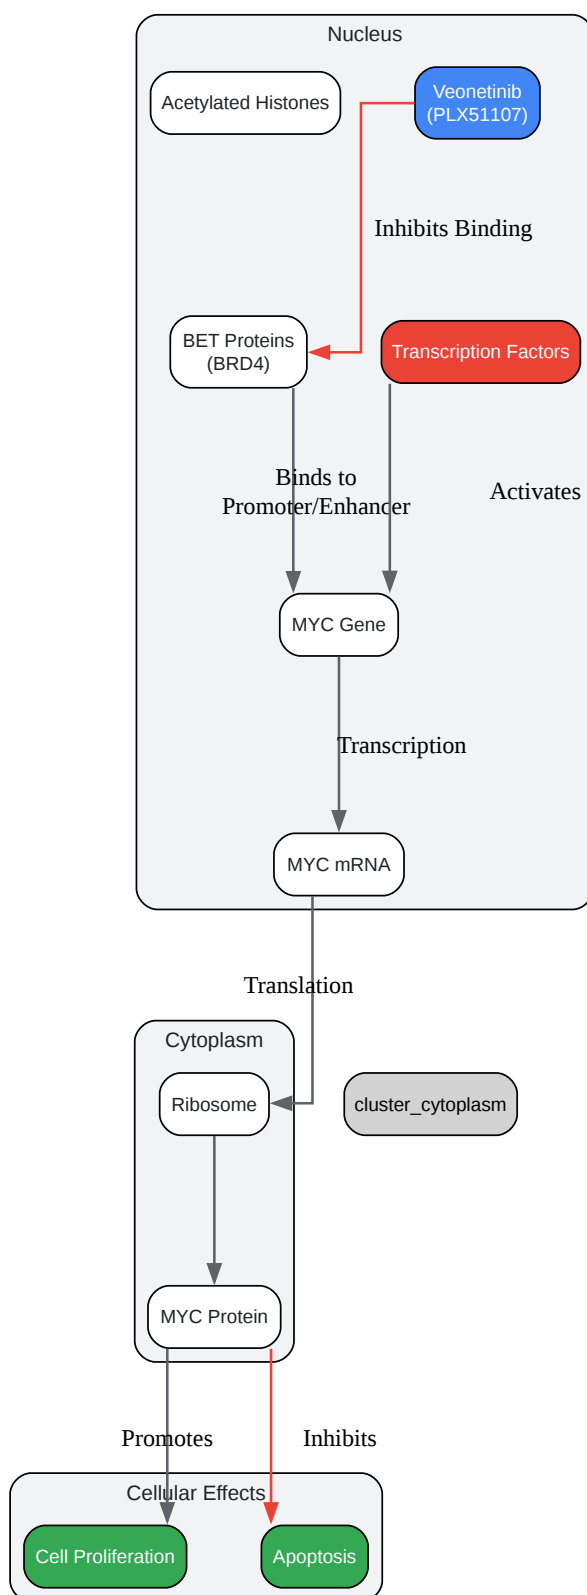 Nucleus
Acetylated Histones
Veonetinib
(PLX51107)
Inhibits Binding
BET Proteins
(BRD4)
Transcription Factors
Binds to
Promoter/Enhancer
Activates
MYC Gene
Transcription
MYC mRNA
Translation
Cytoplasm
Ribosome
cluster_cytoplasm
MYC Protein
Promotes
Inhibits
Cellular Effects
Cell Proliferation
Apoptosis